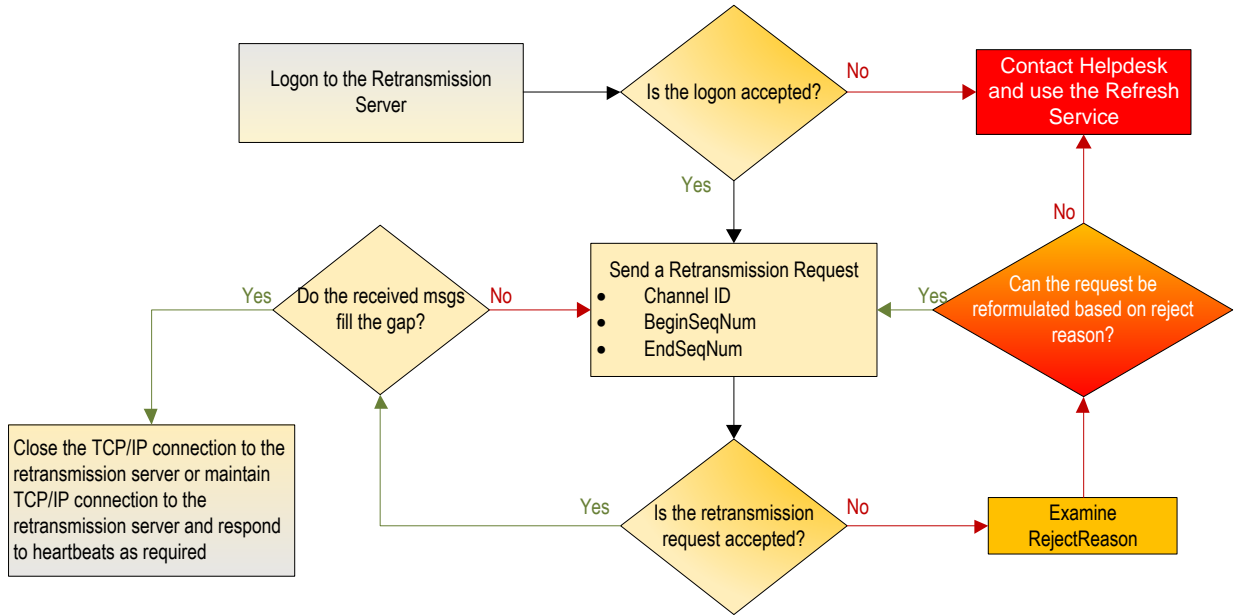 Logon to the Retransmission
Server
Is the logon accepted?
No
Contact Helpdesk
and use the Refresh
Service
Yes
No
Send a Retransmission Request
• Channel ID
• BeginSeqNum
• EndSeqNum
Yes
Do the received msgs
fill the gap?
No
Yes
Can the request be
reformulated based on reject
reason?
Close the TCP/IP connection to the
retransmission server or maintain
TCP/IP connection to the
retransmission server and respond
to heartbeats as required
Yes
Is the retransmission
request accepted?
No
Examine
RejectReason